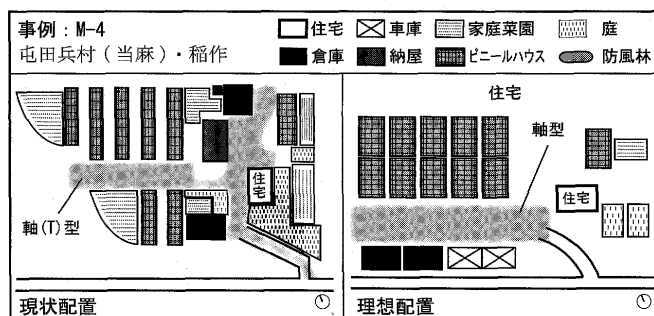 事例:M-4
屯田兵村(当麻)・稲作
住宅 車庫 家庭菜園 庭
倉庫 納屋 ビニールハウス 防風林
住宅
軸(T)型
現状配置
住宅
軸型
住宅
理想配置